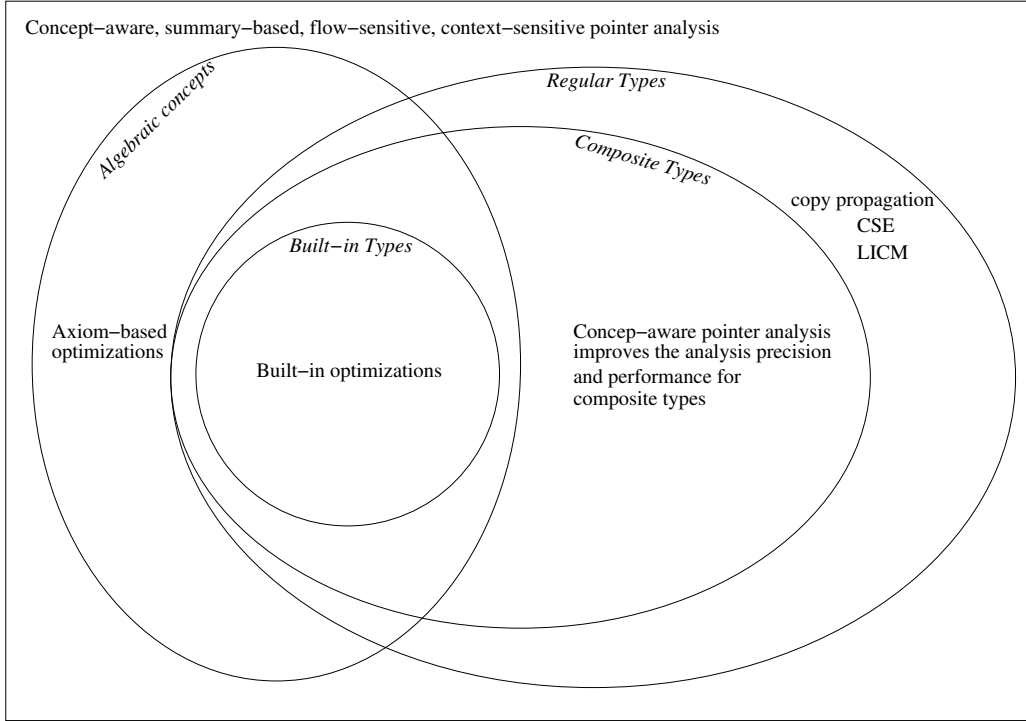 Concept−aware, summary−based, flow−sensitive, context−sensitive pointer analysis
Algebraic concepts
Regular Types
Composite Types
copy propagation
CSE
LICM
Built−in Types
Axiom−based
optimizations
Built−in optimizations
Concep−aware pointer analysis
improves the analysis precision
and performance for
composite types